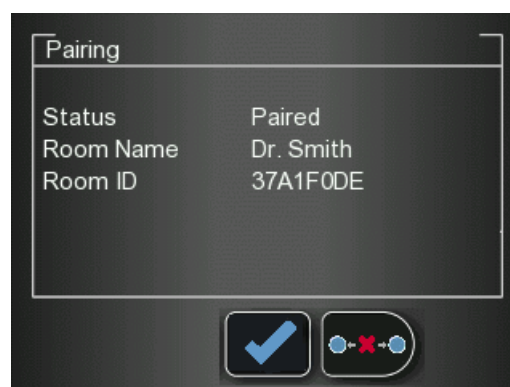 Pairing
Status Paired
Room Name Dr. Smith
Room ID 37A1F0DE